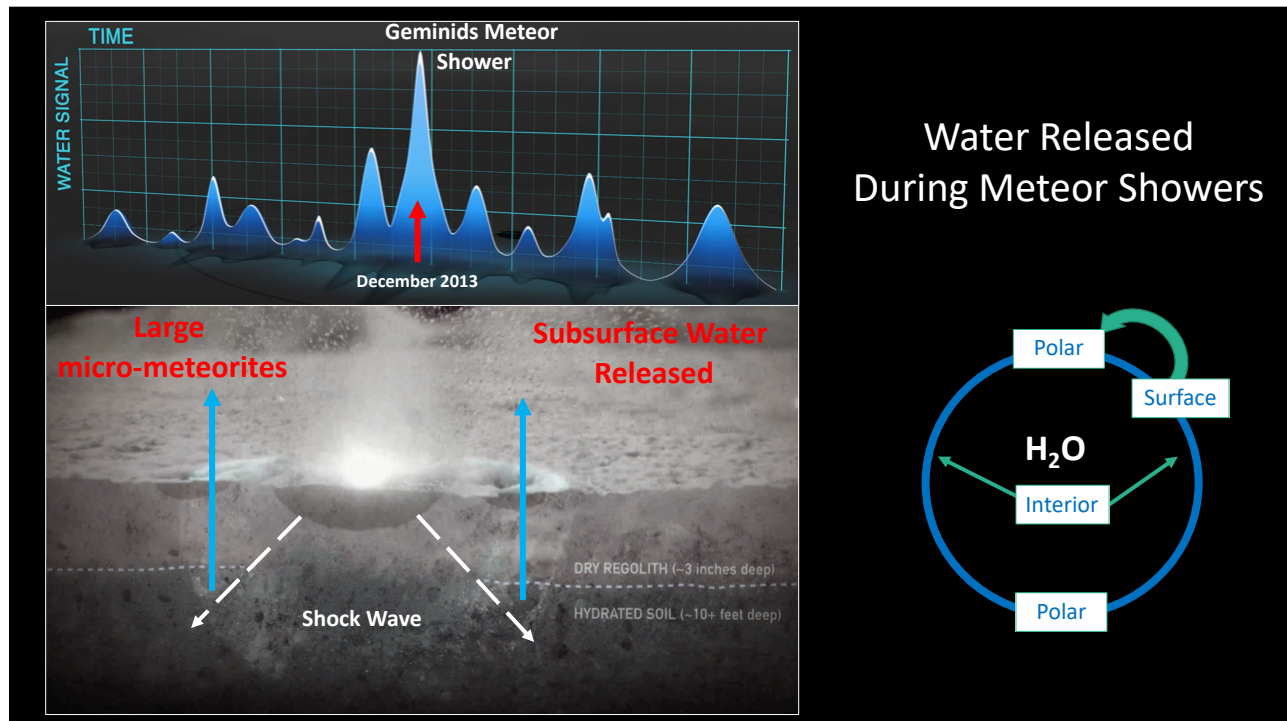 TIME
WATER SIGNAL
Geminids Meteor
Shower
December 2013
Large
micro-meteorites
Subsurface Water
Released
DRY REGOLITH (~3 inches deep)
HYDRATED SOIL (~10+ feet deep)
Shock Wave
Water Released
During Meteor Showers
Polar
Surface
H₂O
Interior
Polar